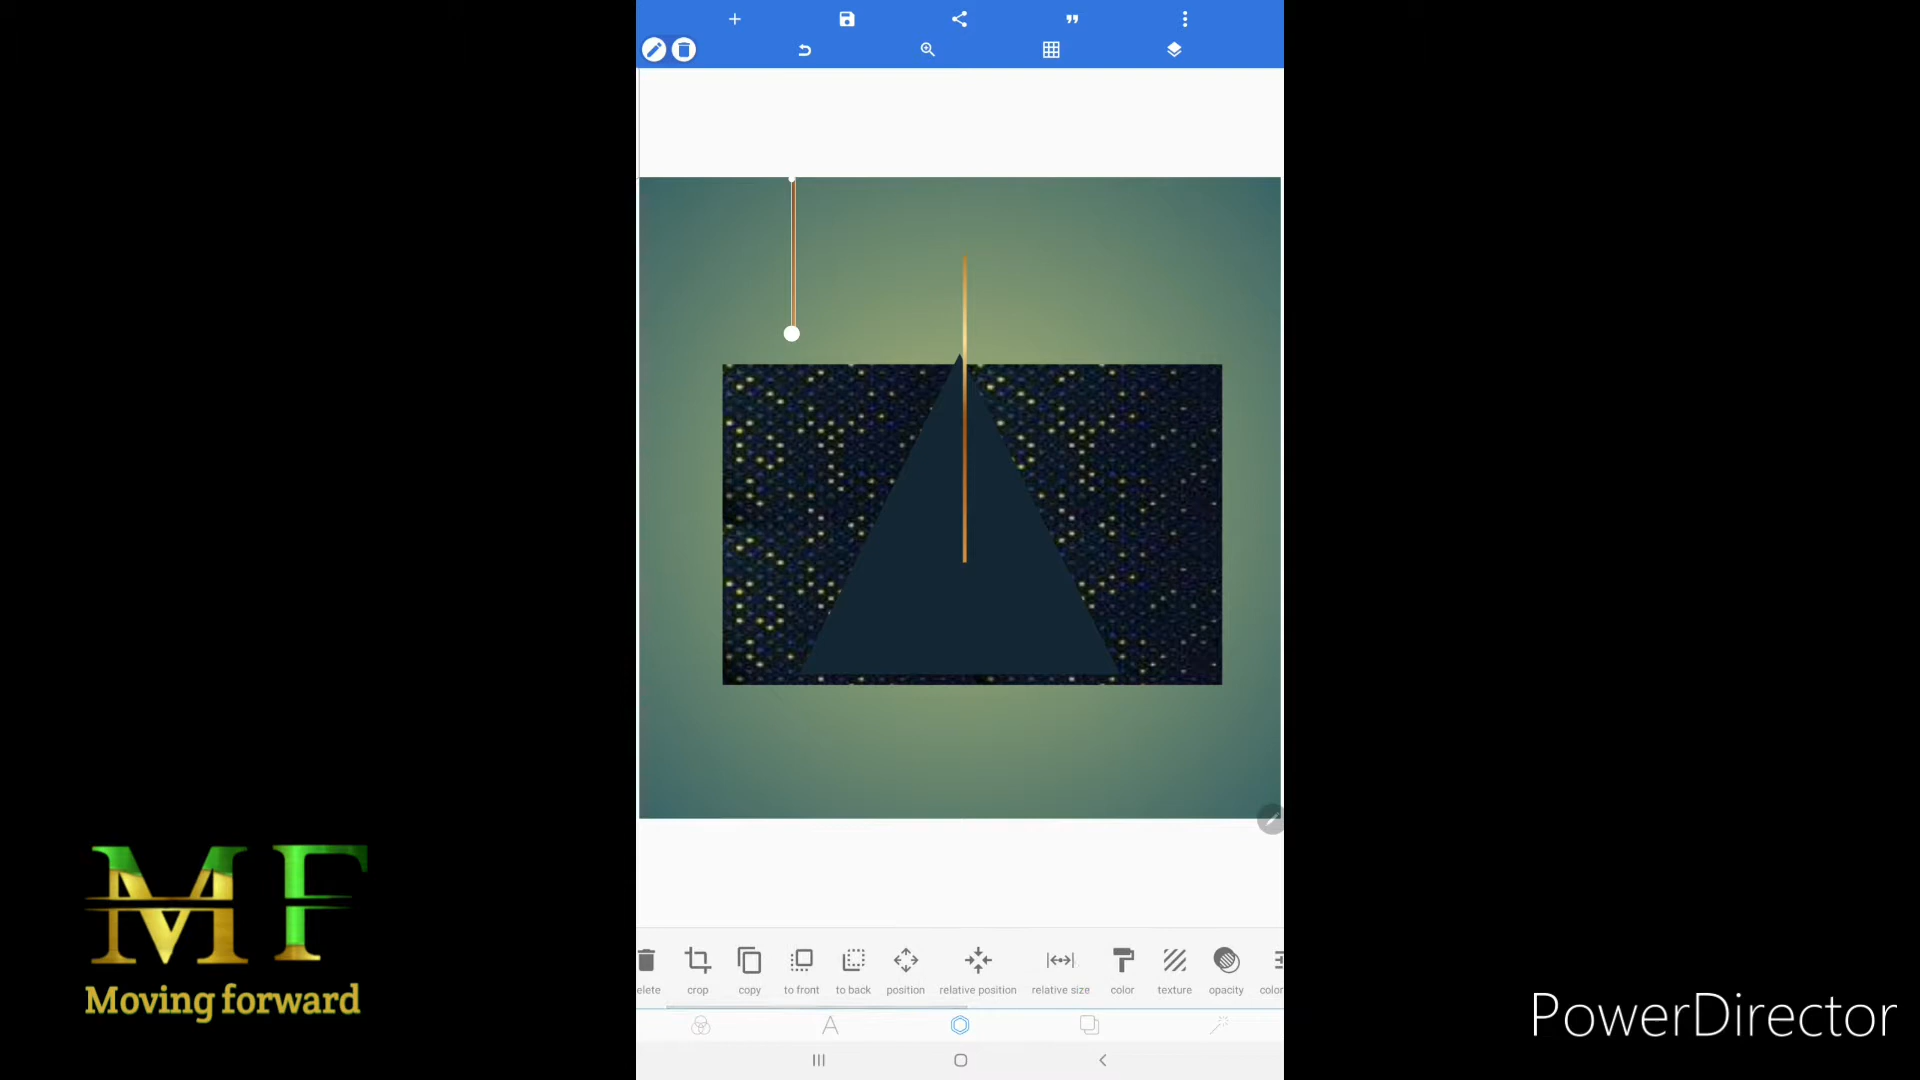 elete
crop
copy
to front
to back
position
relative position
relative size
color
texture
opacity
color
MF
Moving forward
PowerDirector